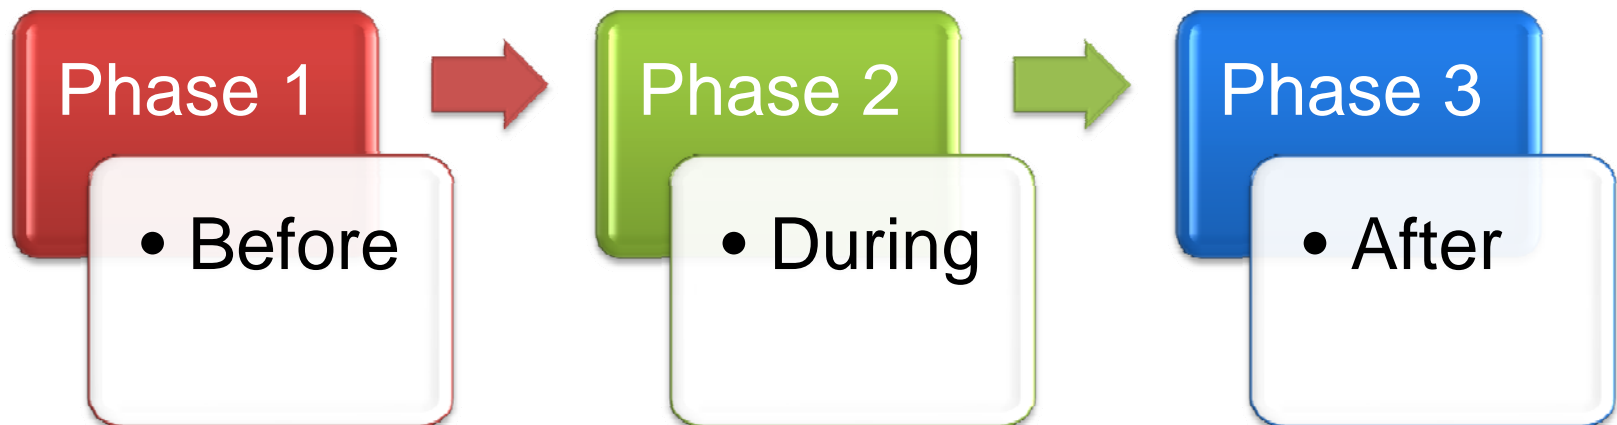 Phase 1
• Before
Phase 2
• During
Phase 3
• After